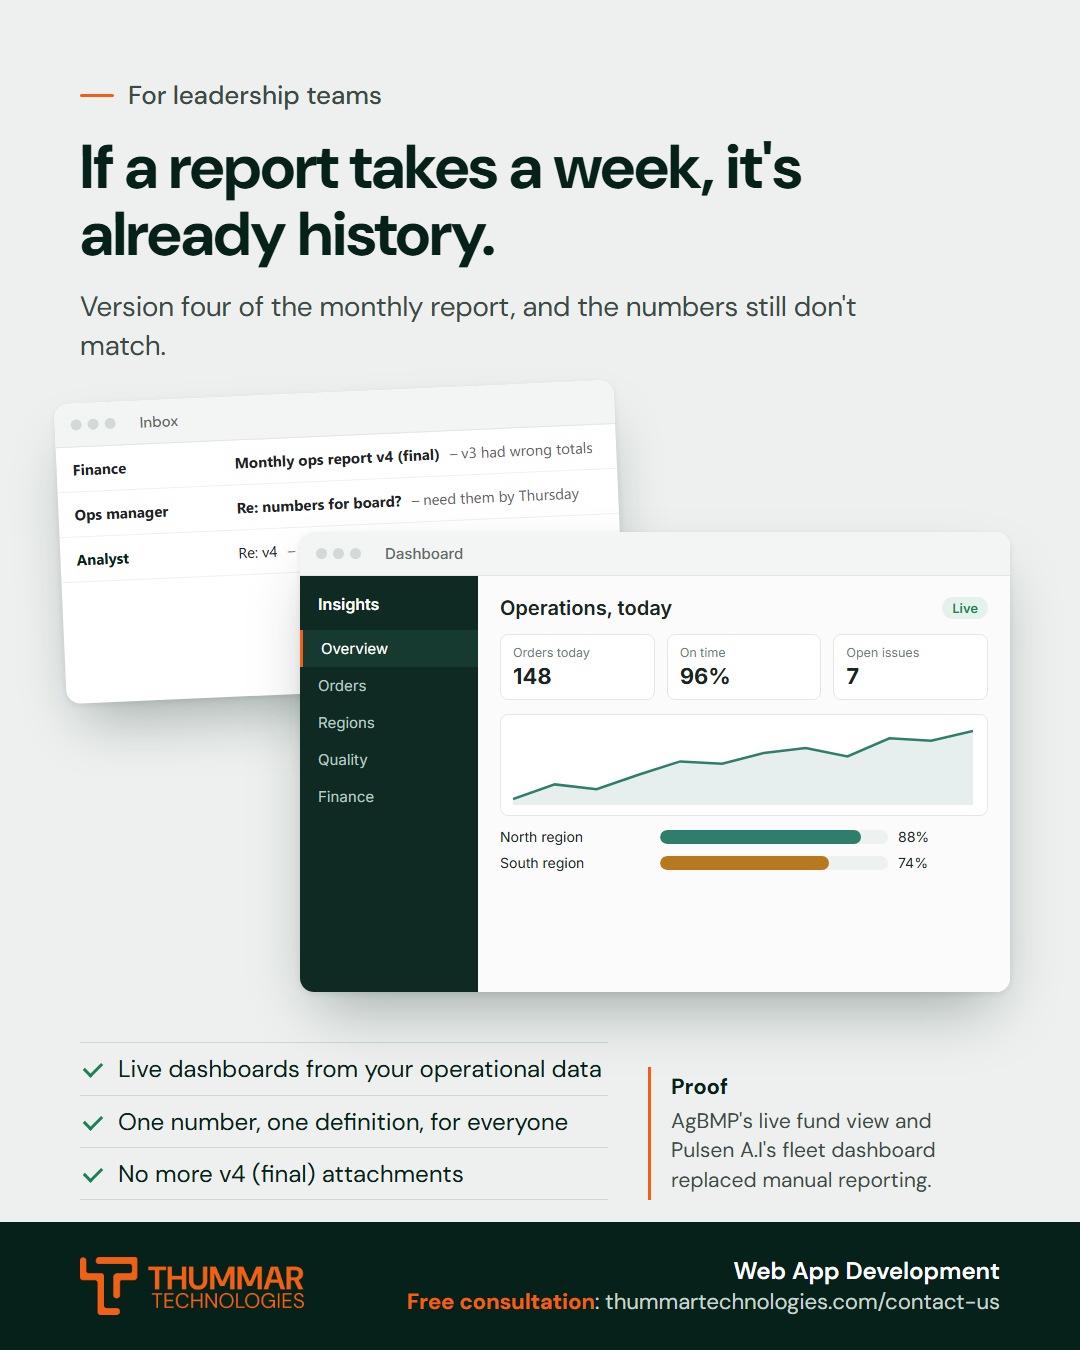 For leadership teams
If a report takes a week, it's
already history.
Version four of the monthly report, and the numbers still don't
match.
Inbox
Finance Monthly ops report v4 (final) – v3 had wrong totals
Ops manager Re: numbers for board? – need them by Thursday
Analyst Re: v4 –
Dashboard
Insights
Overview
Orders
Regions
Quality
Finance
Operations, today Live
Orders today On time Open issues
148 96% 7
North region 88%
South region 74%
Live dashboards from your operational data
One number, one definition, for everyone
No more v4 (final) attachments
Proof
AgBMP's live fund view and
Pulsen A.I's fleet dashboard
replaced manual reporting.
THUMMAR
TECHNOLOGIES
Web App Development
Free consultation: thummartechnologies.com/contact-us